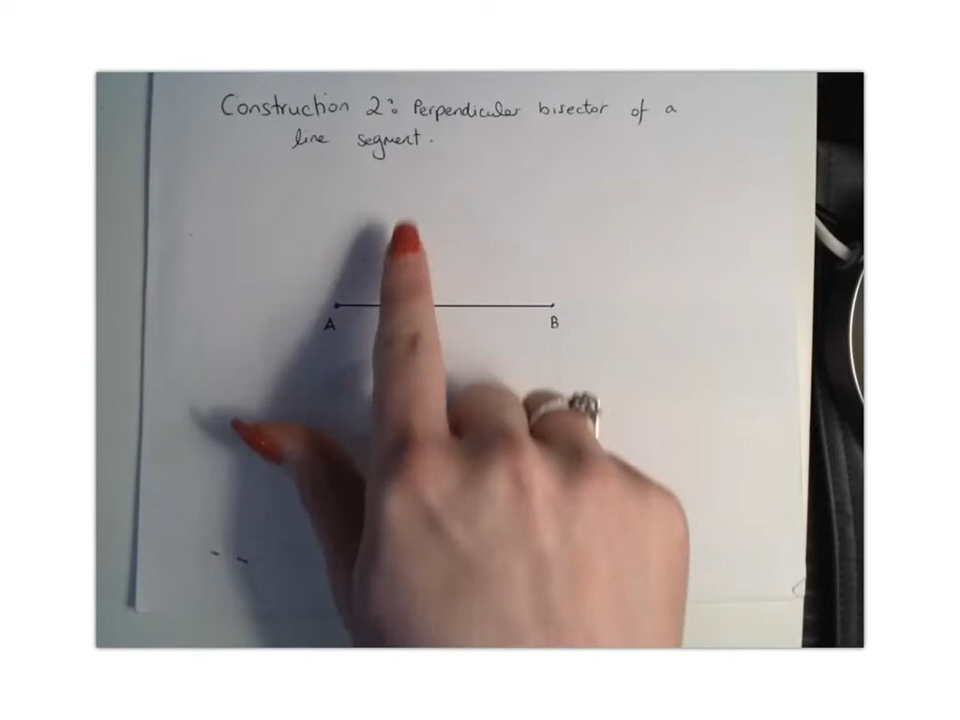 Construction 2: Perpendicular bisector of a
line segment.
A B